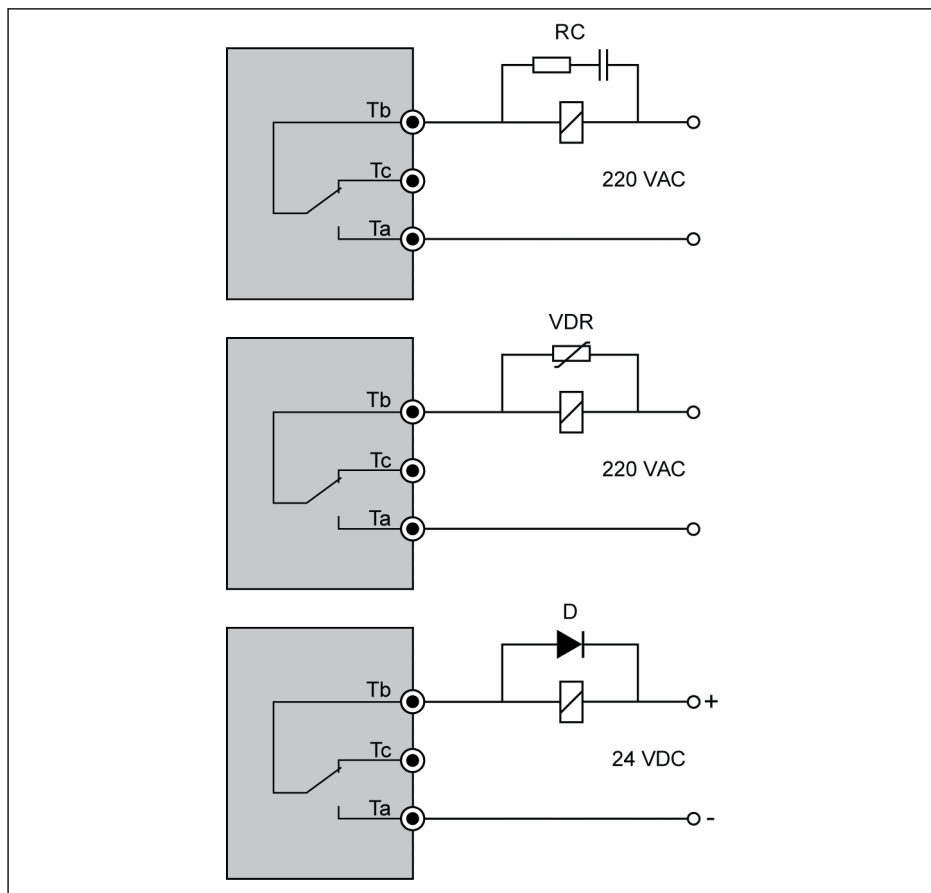 RC
Tb
Tc
220 VAC
Ta
VDR
Tb
Tc
220 VAC
Ta
D
Tb
+
Tc
24 VDC
Ta
-